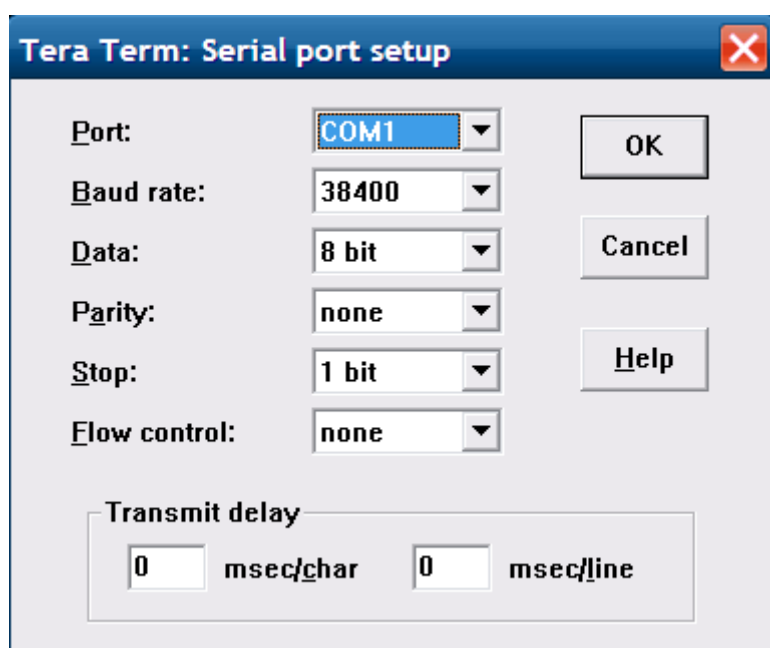 Tera Term: Serial port setup
Port: COM1 OK
Baud rate: 38400
Data: 8 bit Cancel
Parity: none
Stop: 1 bit Help
Flow control: none
Transmit delay
0 msec/char 0 msec/line